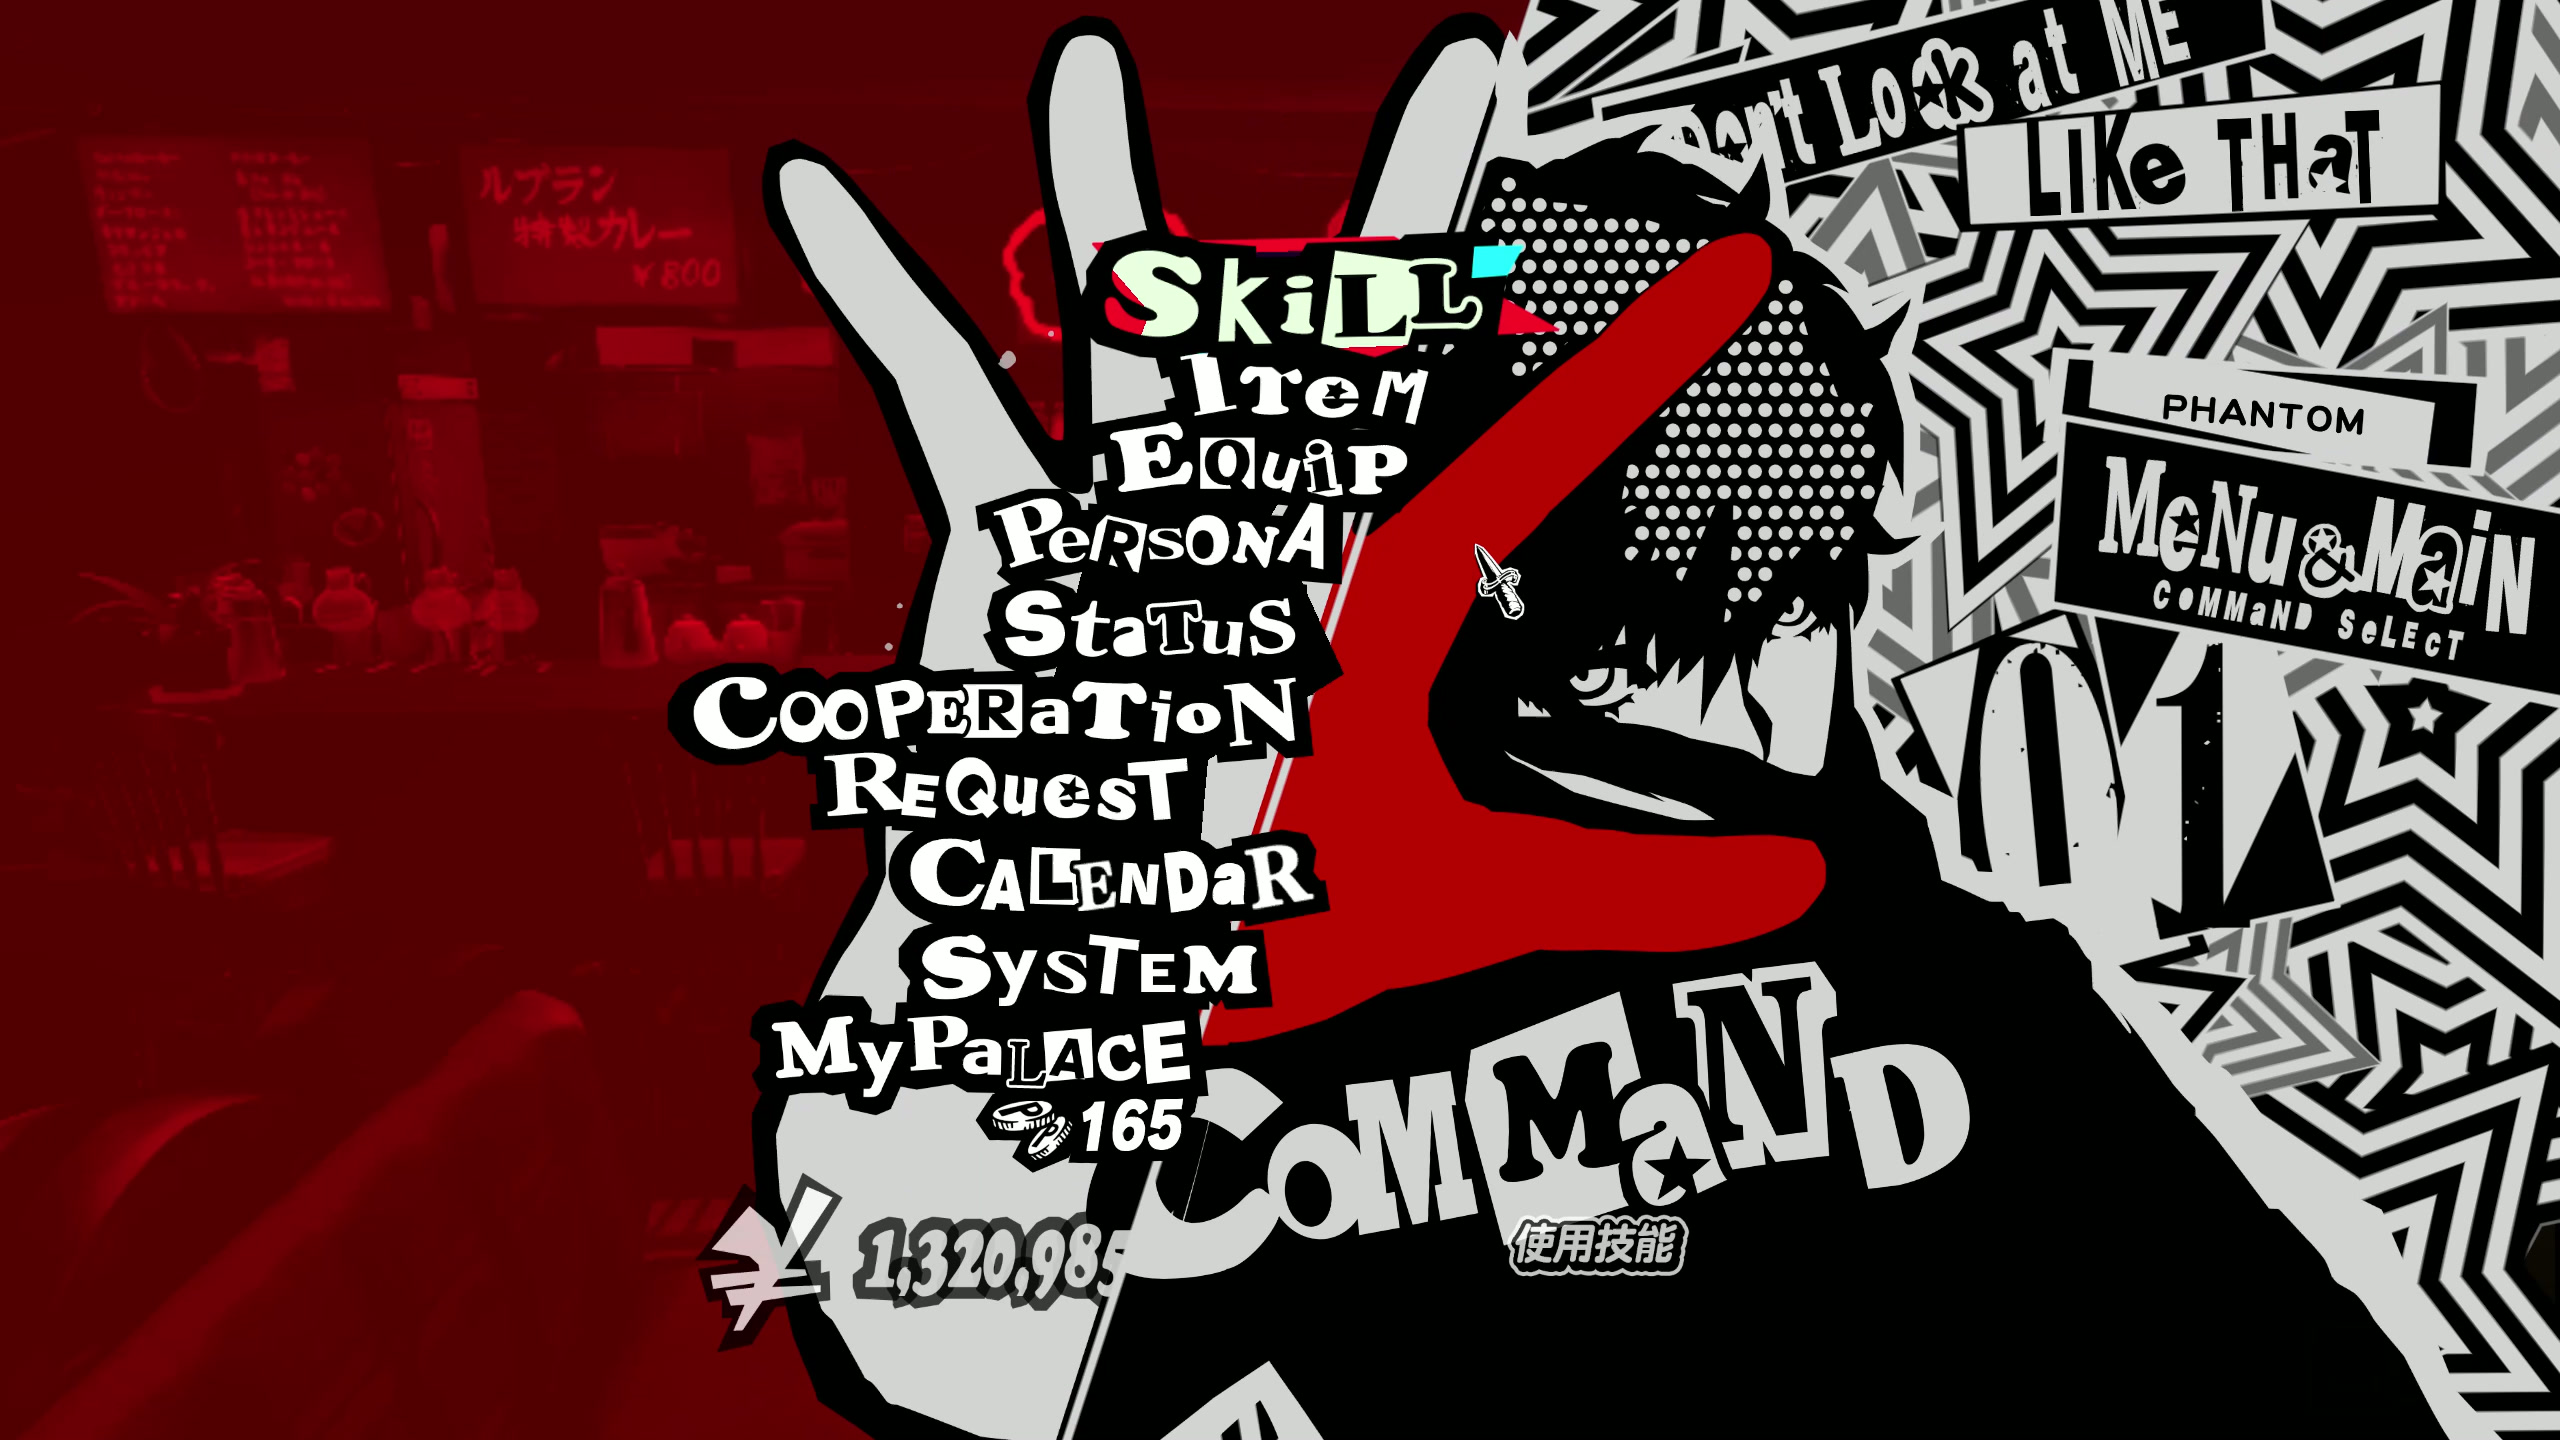 ルブラン
特製カレー
¥800
Don't Look at ME
LIKe THaT
PHANTOM
MeNu&MaiN
COMMaND SeLECT
01
SkiLL
ITeM
EQuiP
PeRSONA
StaTuS
COOPERaTioN
REQuesT
CALENDaR
SySTEM
MyPaLACE
165
¥ 1,320,985
CoMMaND
使用技能